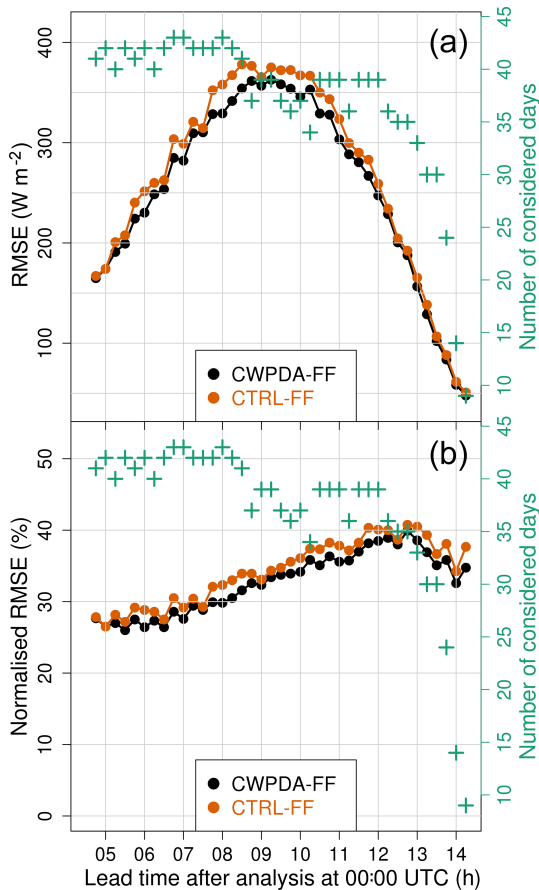 (a)
400
300
200
100
RMSE (W m⁻²)
45
40
35
30
25
20
15
10
Number of considered days
CWPDA-FF
CTRL-FF
(b)
50
40
30
20
10
0
Normalised RMSE (%)
45
40
35
30
25
20
15
10
Number of considered days
CWPDA-FF
CTRL-FF
05 06 07 08 09 10 11 12 13 14
Lead time after analysis at 00:00 UTC (h)